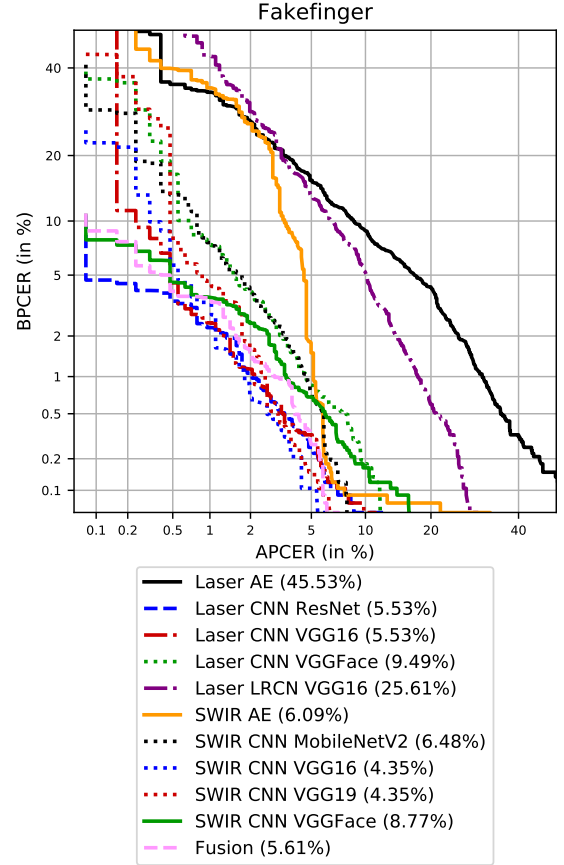 Fakefinger
BPCER (in %)
40
20
10
5
2
1
0.5
0.2
0.1
0.1 0.2 0.5 1 2 5 10 20 40
APCER (in %)
Laser AE (45.53%)
Laser CNN ResNet (5.53%)
Laser CNN VGG16 (5.53%)
Laser CNN VGGFace (9.49%)
Laser LRCN VGG16 (25.61%)
SWIR AE (6.09%)
SWIR CNN MobileNetV2 (6.48%)
SWIR CNN VGG16 (4.35%)
SWIR CNN VGG19 (4.35%)
SWIR CNN VGGFace (8.77%)
Fusion (5.61%)